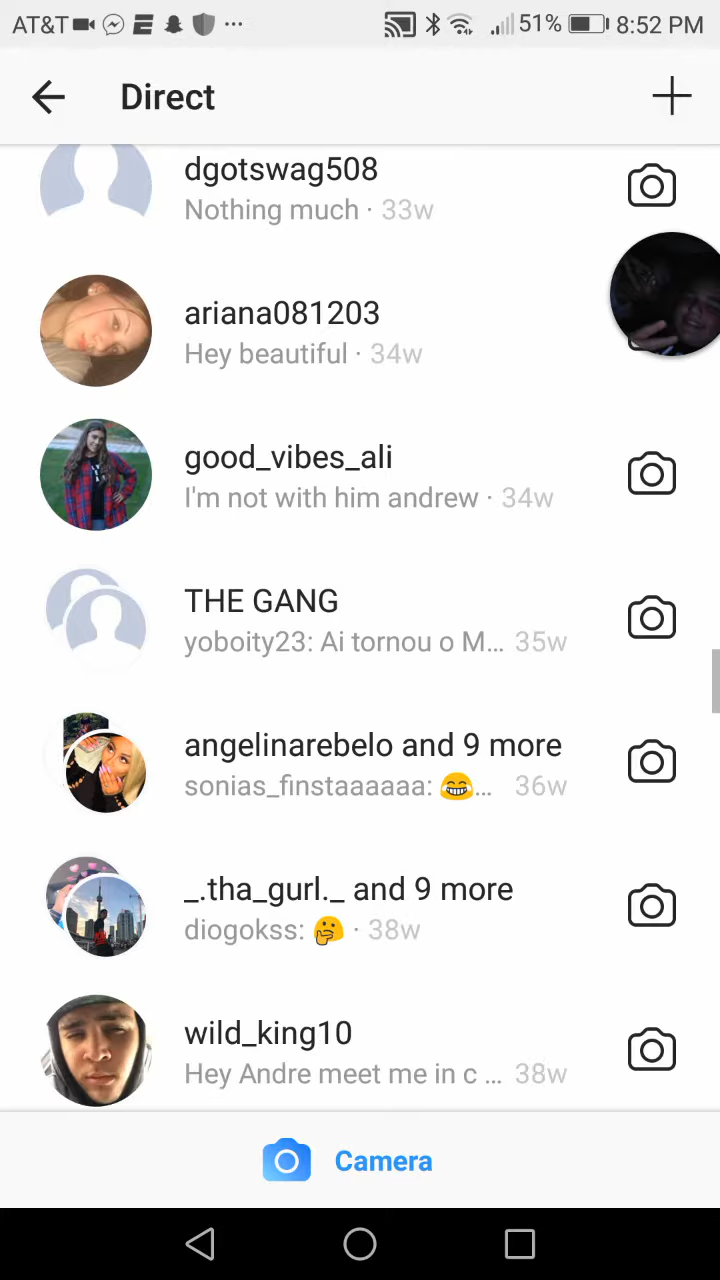 AT&T 51% 8:52 PM
Direct
dgotswag508
Nothing much · 33w
ariana081203
Hey beautiful · 34w
good_vibes_ali
I'm not with him andrew · 34w
THE GANG
yoboity23: Ai tornou o M... 35w
angelinarebelo and 9 more
sonias_finstaaaaaa: 😂... 36w
_.tha_gurl._ and 9 more
diogokss: 🤔 · 38w
wild_king10
Hey Andre meet me in c ... 38w
Camera